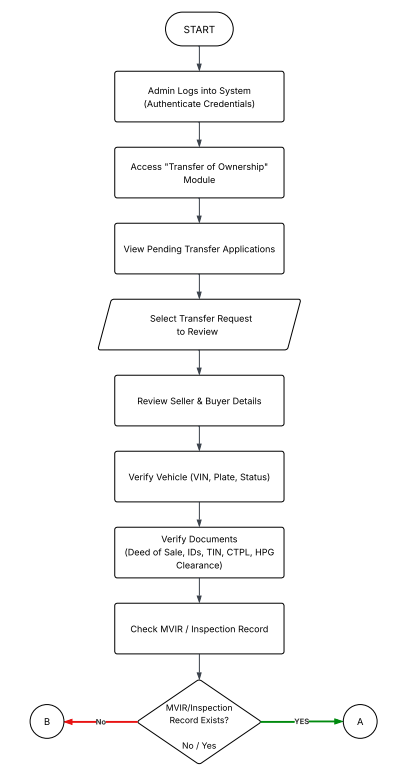 START
Admin Logs into System
(Authenticate Credentials)
Access "Transfer of Ownership"
Module
View Pending Transfer Applications
Select Transfer Request
to Review
Review Seller & Buyer Details
Verify Vehicle (VIN, Plate, Status)
Verify Documents
(Deed of Sale, IDs, TIN, CTPL, HPG
Clearance)
Check MVIR / Inspection Record
MVIR/Inspection
Record Exists?
No / Yes
B
No
YES
A